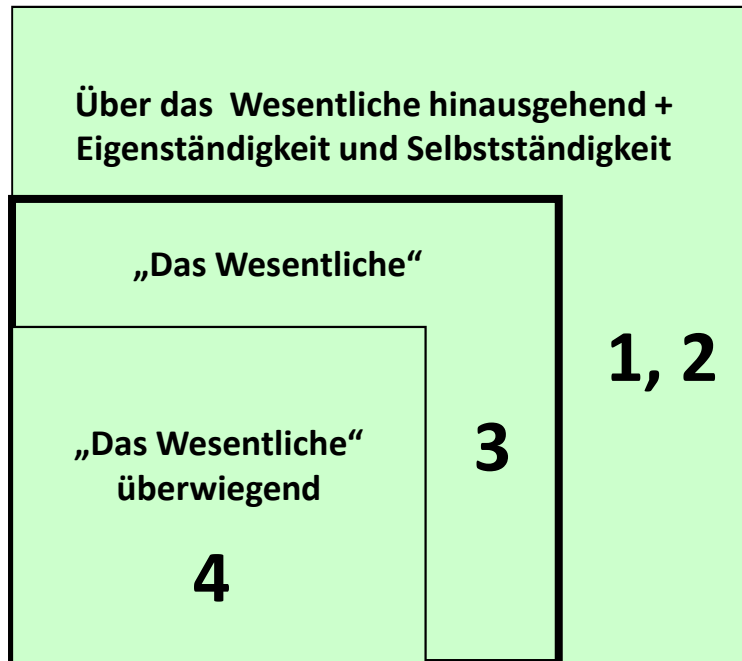 Über das Wesentliche hinausgehend +
Eigenständigkeit und Selbstständigkeit
„Das Wesentliche“
1, 2
3
„Das Wesentliche“
überwiegend
4